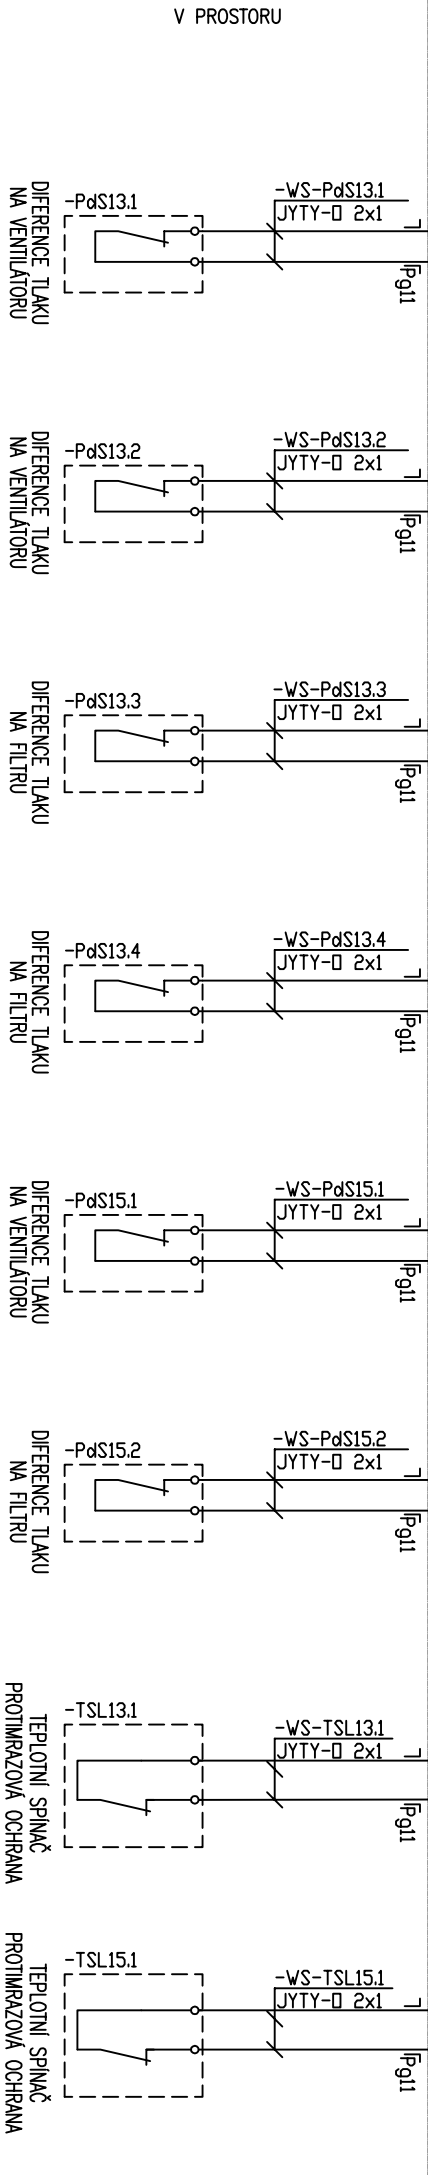 V PROSTORU
-WS-PdS13.1
JYTY-O 2x1
Pg11
-PdS13.1
DIFERENCE TLAKU
NA VENTILÁTORU
-WS-PdS13.2
JYTY-O 2x1
Pg11
-PdS13.2
DIFERENCE TLAKU
NA VENTILÁTORU
-WS-PdS13.3
JYTY-O 2x1
Pg11
-PdS13.3
DIFERENCE TLAKU
NA FILTRU
-WS-PdS13.4
JYTY-O 2x1
Pg11
-PdS13.4
DIFERENCE TLAKU
NA FILTRU
-WS-PdS15.1
JYTY-O 2x1
Pg11
-PdS15.1
DIFERENCE TLAKU
NA VENTILÁTORU
-WS-PdS15.2
JYTY-O 2x1
Pg11
-PdS15.2
DIFERENCE TLAKU
NA FILTRU
-WS-TSL13.1
JYTY-O 2x1
Pg11
-TSL13.1
TEPLOTNÍ SPÍNAČ
PROTIMRAZOVÁ OCHRANA
-WS-TSL15.1
JYTY-O 2x1
Pg11
-TSL15.1
TEPLOTNÍ SPÍNAČ
PROTIMRAZOVÁ OCHRANA